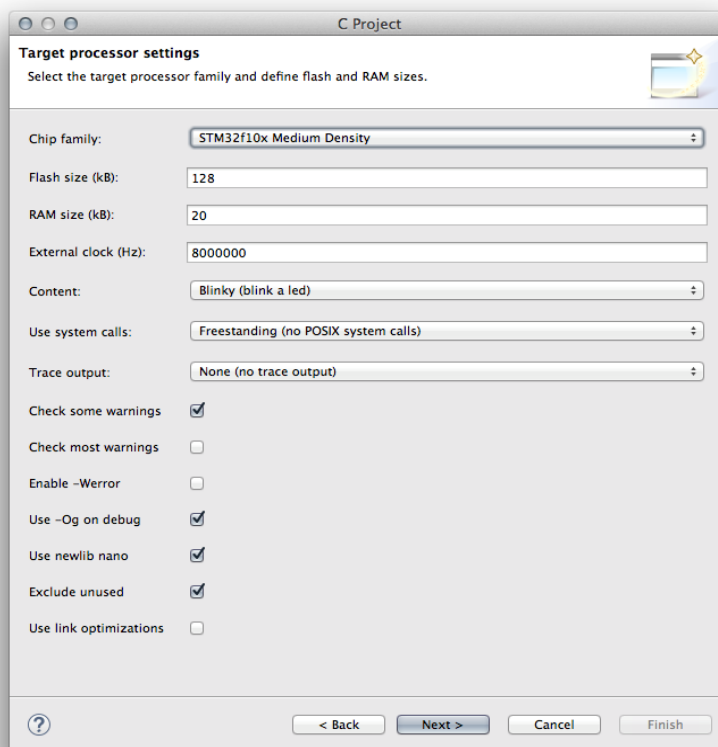 C Project
Target processor settings
Select the target processor family and define flash and RAM sizes.
Chip family: STM32f10x Medium Density
Flash size (kB): 128
RAM size (kB): 20
External clock (Hz): 8000000
Content: Blinky (blink a led)
Use system calls: Freestanding (no POSIX system calls)
Trace output: None (no trace output)
Check some warnings
Check most warnings
Enable -Werror
Use -Og on debug
Use newlib nano
Exclude unused
Use link optimizations
? < Back Next > Cancel Finish